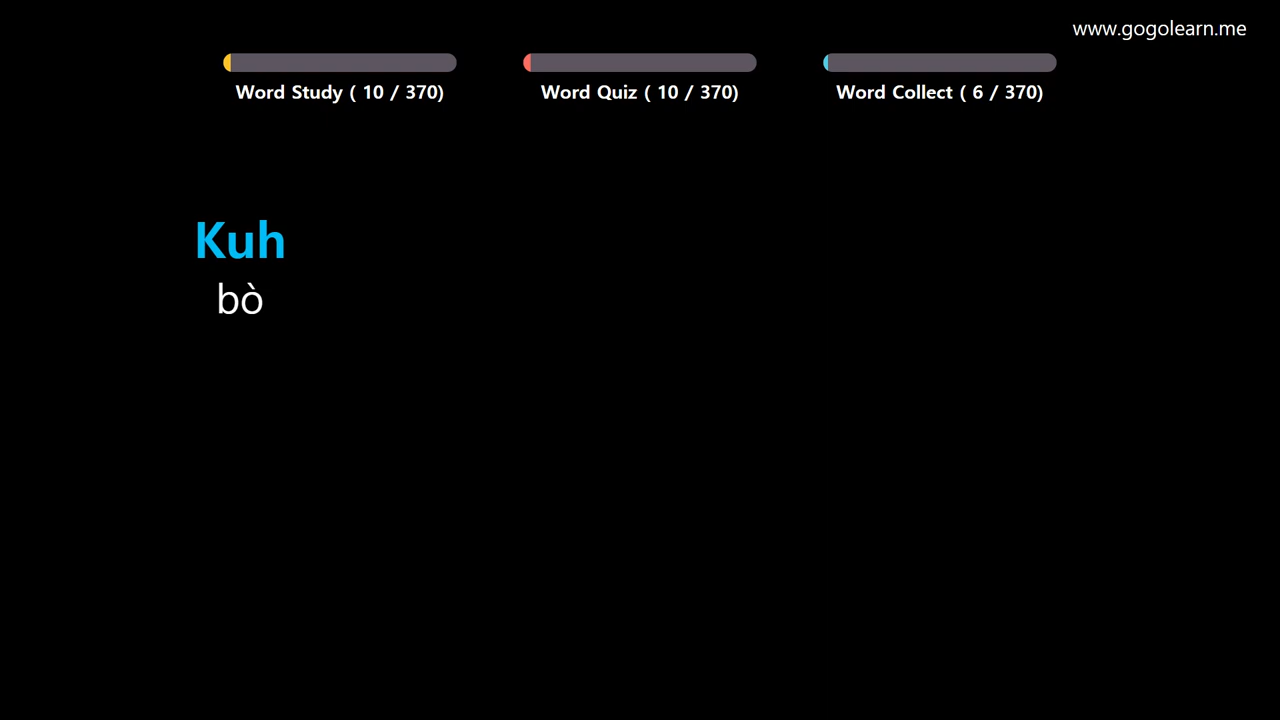 www.gogolearn.me
Word Study ( 10 / 370)
Word Quiz ( 10 / 370)
Word Collect ( 6 / 370)
Kuh
bò